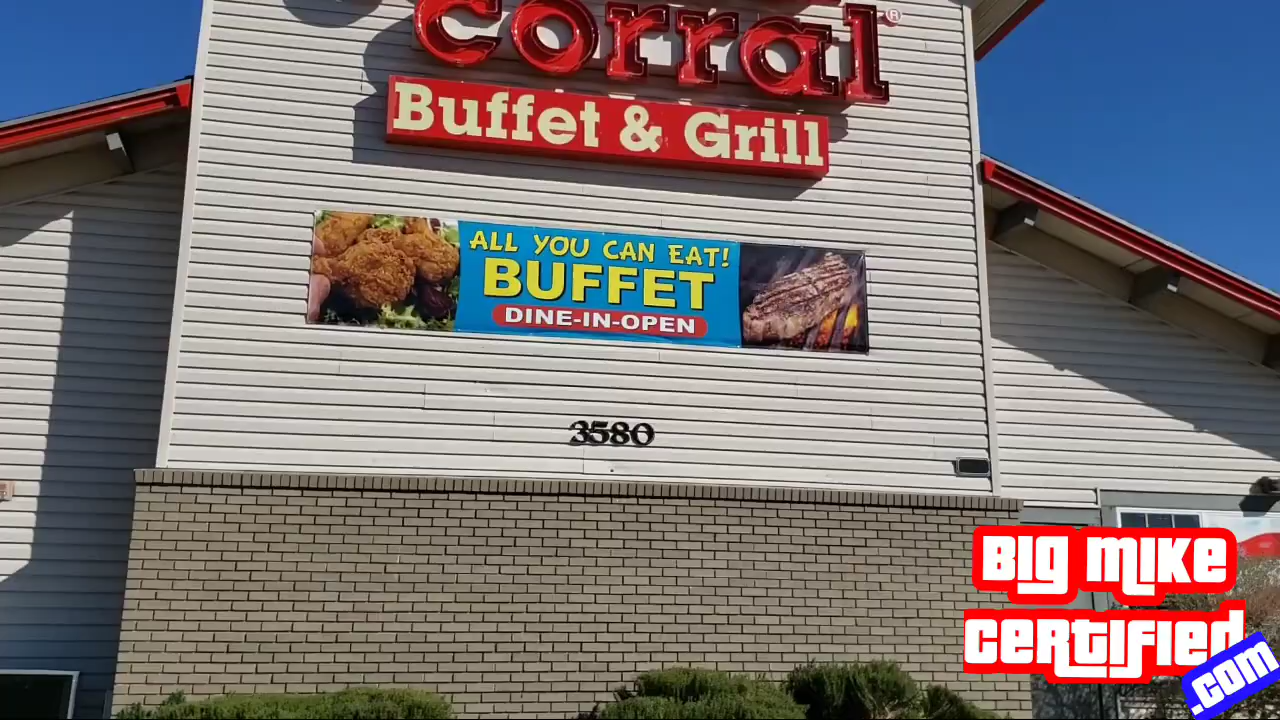 corral®
Buffet & Grill
ALL YOU CAN EAT!
BUFFET
DINE-IN-OPEN
3580
BIG MIKE
CERTIFIED
.COM